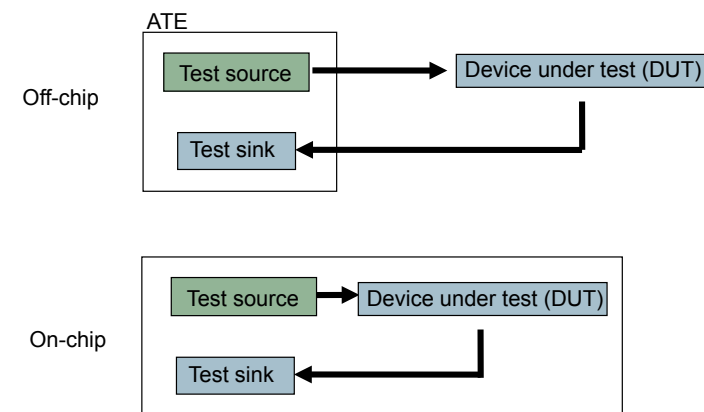 ATE
Test source
Device under test (DUT)
Off-chip
Test sink
Test source
Device under test (DUT)
On-chip
Test sink